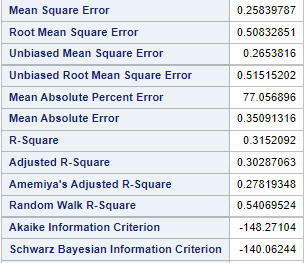 Mean Square Error 0.25839787
Root Mean Square Error 0.50832851
Unbiased Mean Square Error 0.2653816
Unbiased Root Mean Square Error 0.51515202
Mean Absolute Percent Error 77.056896
Mean Absolute Error 0.35091316
R-Square 0.3152092
Adjusted R-Square 0.30287063
Amemiya's Adjusted R-Square 0.27819348
Random Walk R-Square 0.54069524
Akaike Information Criterion -148.27104
Schwarz Bayesian Information Criterion -140.06244